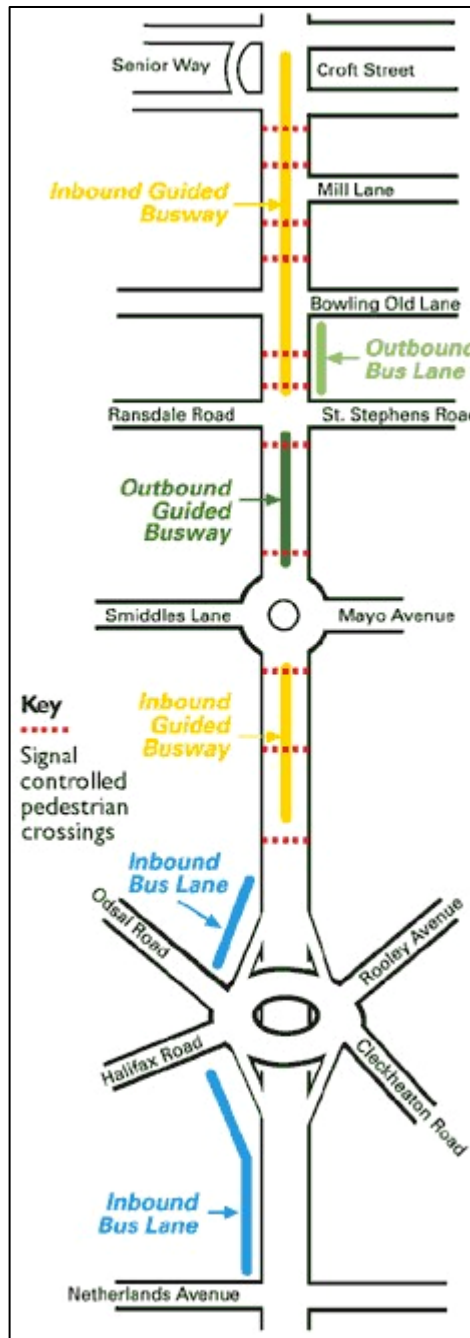 Senior Way
Croft Street
Inbound Guided
Busway
Mill Lane
Bowling Old Lane
Outbound
Bus Lane
Ransdale Road
St. Stephens Road
Outbound
Guided
Busway
Smiddles Lane
Mayo Avenue
Inbound
Guided
Busway
Key
Signal
controlled
pedestrian
crossings
Inbound
Bus Lane
Odsal Road
Rooley Avenue
Halifax Road
Cleckheaton
Road
Inbound
Bus Lane
Netherlands Avenue